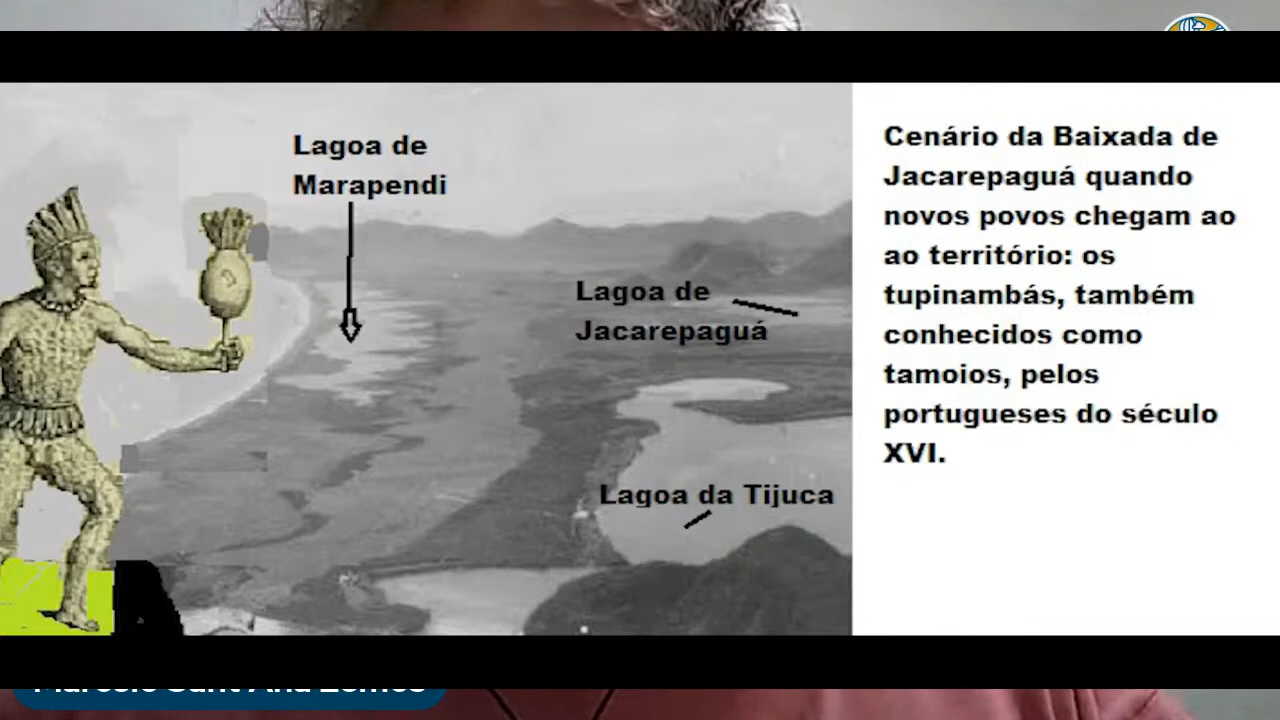 Lagoa de
Marapendi
Lagoa de
Jacarepaguá
Lagoa da Tijuca
Cenário da Baixada de
Jacarepaguá quando
novos povos chegam ao
ao território: os
tupinambás, também
conhecidos como
tamoios, pelos
portugueses do século
XVI.